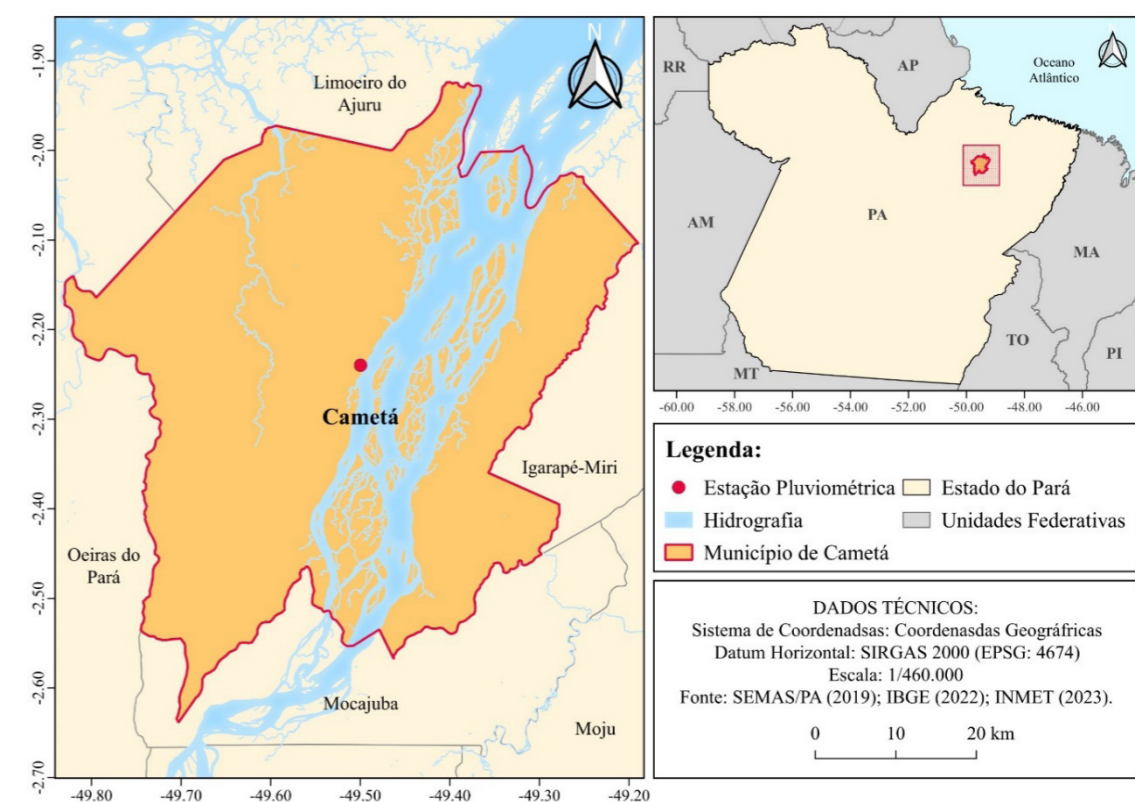 -1.90
-2.00
-2.10
-2.20
-2.30
-2.40
-2.50
-2.60
-2.70
N
Limoeiro do
Ajuru
Cametá
Igarapé-Miri
Oeiras do
Pará
Mocajuba
Moju
-49.80
-49.70
-49.60
-49.50
-49.40
-49.30
-49.20
N
RR
AP
Oceano
Atlântico
AM
PA
MA
TO
PI
MT
-60.00
-58.00
-56.00
-54.00
-52.00
-50.00
-48.00
-46.00
Legenda:
Estação Pluviométrica
Estado do Pará
Hidrografia
Unidades Federativas
Município de Cametá
DADOS TÉCNICOS:
Sistema de Coordenadsas: Coordenasdas Geográfricas
Datum Horizontal: SIRGAS 2000 (EPSG: 4674)
Escala: 1/460.000
Fonte: SEMAS/PA (2019); IBGE (2022); INMET (2023).
0 10 20 km